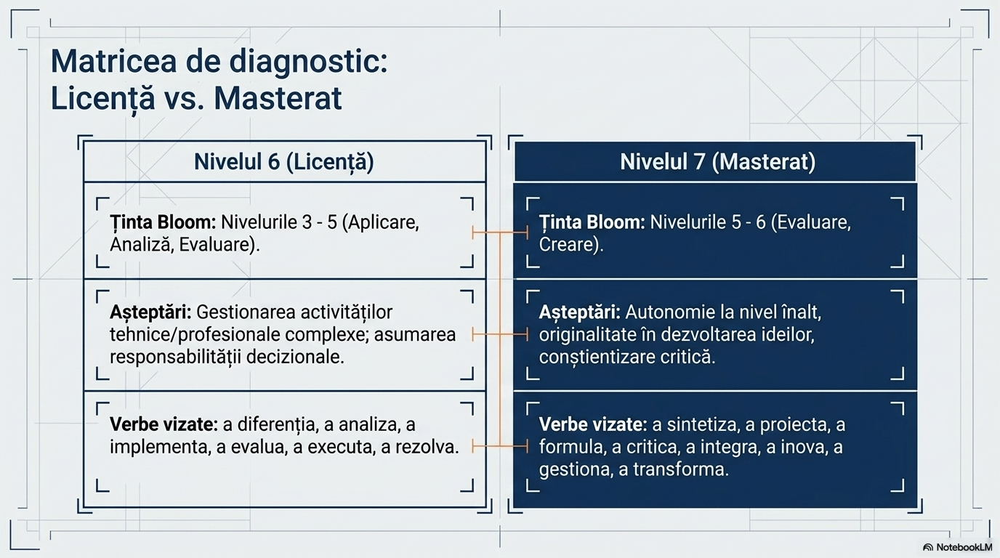 Matricea de diagnostic:
Licență vs. Masterat
Nivelul 6 (Licență)
Ținta Bloom: Nivelurile 3 - 5 (Aplicare,
Analiză, Evaluare).
Așteptări: Gestionarea activităților
tehnice/profesionale complexe; asumarea
responsabilității decizionale.
Verbe vizate: a diferenția, a analiza, a
implementa, a evalua, a executa, a rezolva.
Nivelul 7 (Masterat)
Ținta Bloom: Nivelurile 5 - 6 (Evaluare,
Creare).
Așteptări: Autonomie la nivel înalt,
originalitate în dezvoltarea ideilor,
conștientizare critică.
Verbe vizate: a sintetiza, a proiecta, a
formula, a critica, a integra, a inova, a
gestiona, a transforma.
NotebookLM